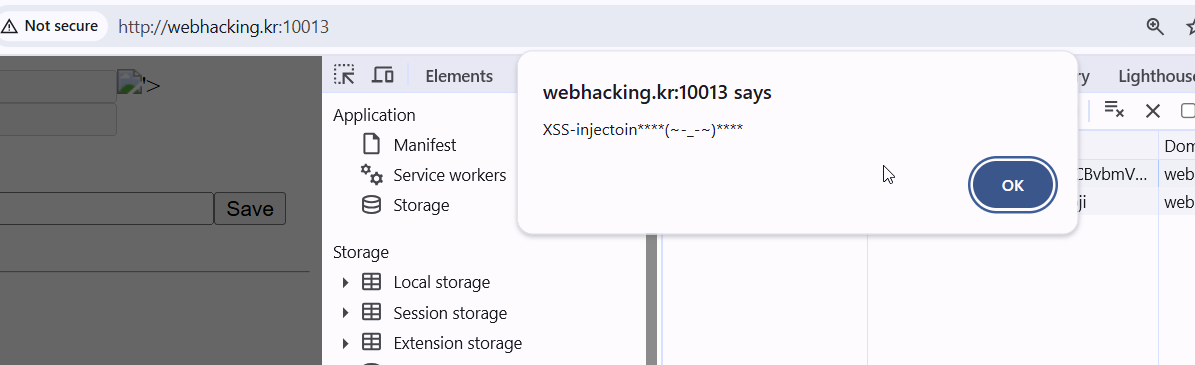 Not secure http://webhacking.kr:10013
'>
Elements
Lighthouse
webhacking.kr:10013 says
XSS-injectoin****(~-_-~)****
OK
Application
Manifest
Service workers
Storage
Save
Storage
Local storage
Session storage
Extension storage
Dom
CBvbmV... web
ji web